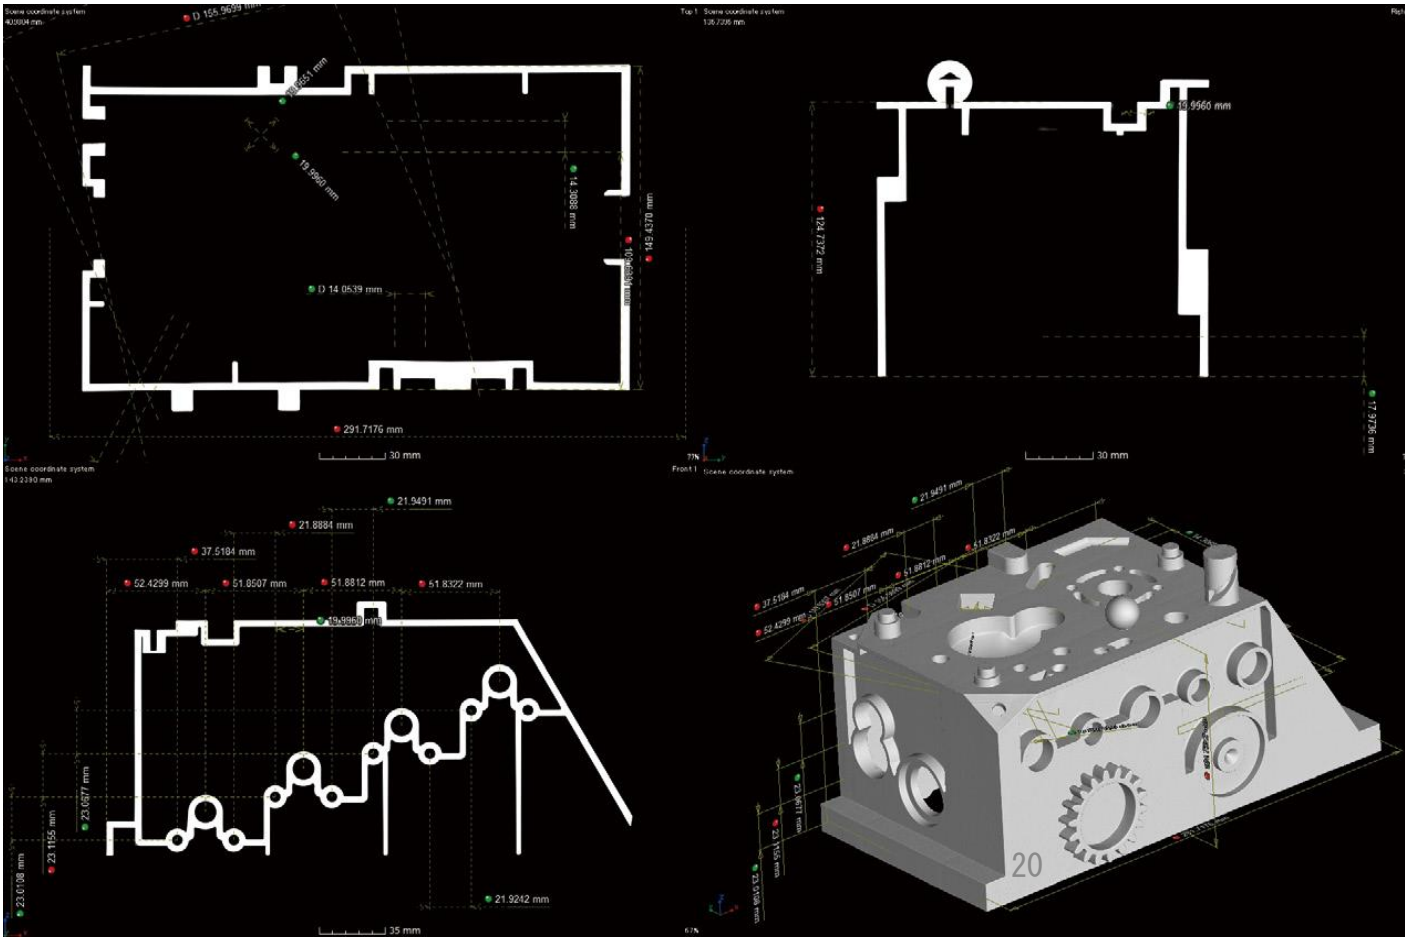 Scene coordinate system
D 155.9699 mm
Top 1
19.9960 mm
14.3088 mm
149.4370 mm
D 14.0539 mm
291.7176 mm
30 mm
Scene coordinate system
Righ
19.9560 mm
124.7372 mm
17.9736 mm
30 mm
Scene coordinate system
Front 1
21.9491 mm
21.8884 mm
37.5184 mm
52.4299 mm
51.8507 mm
51.8812 mm
51.8322 mm
19.9960 mm
23.0677 mm
23.1155 mm
23.0108 mm
21.9242 mm
35 mm
Scene coordinate system
21.9491 mm
21.8884 mm
51.8322 mm
51.8812 mm
37.5184 mm
51.8507 mm
52.4299 mm
23.0677 mm
23.1155 mm
23.0108 mm
20